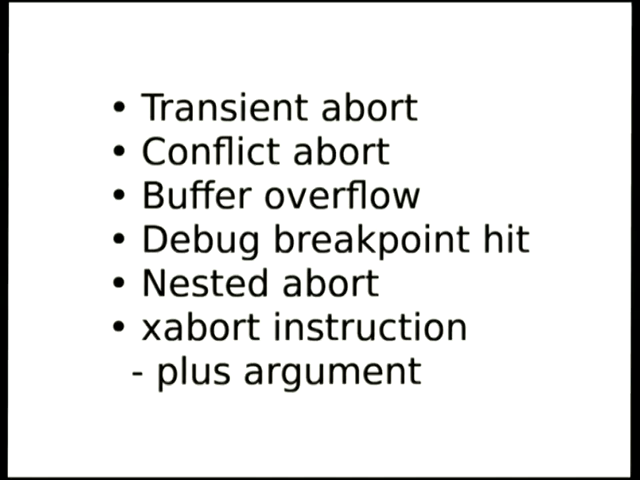 • Transient abort
• Conflict abort
• Buffer overflow
• Debug breakpoint hit
• Nested abort
• xabort instruction
- plus argument